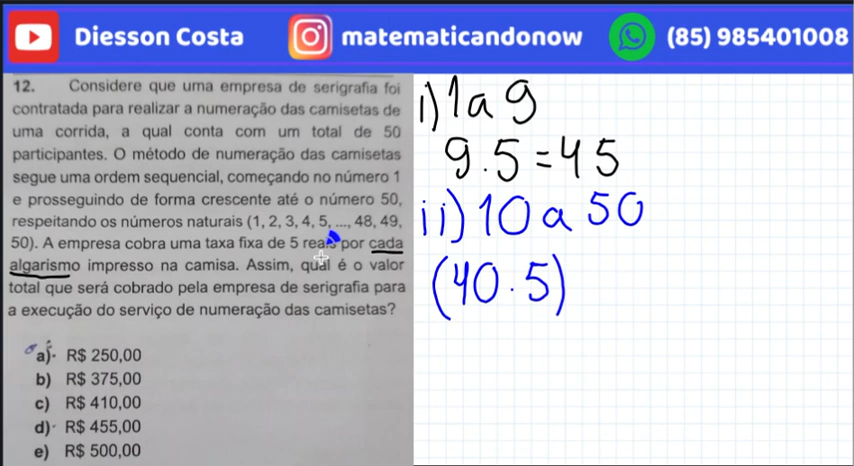 Diesson Costa matematicandonow (85) 985401008
12. Considere que uma empresa de serigrafia foi
contratada para realizar a numeração das camisetas de
uma corrida, a qual conta com um total de 50
participantes. O método de numeração das camisetas
segue uma ordem sequencial, começando no número 1
e prosseguindo de forma crescente até o número 50,
respeitando os números naturais (1, 2, 3, 4, 5, ..., 48, 49,
50). A empresa cobra uma taxa fixa de 5 reais por cada
algarismo impresso na camisa. Assim, qual é o valor
total que será cobrado pela empresa de serigrafia para
a execução do serviço de numeração das camisetas?
a) R$ 250,00
b) R$ 375,00
c) R$ 410,00
d) R$ 455,00
e) R$ 500,00
i) 1 a 9
9.5=45
ii) 10 a 50
(40.5)